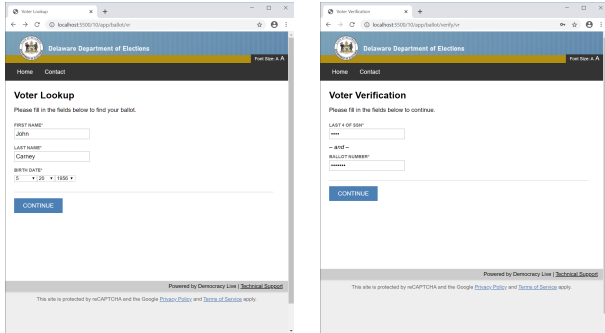 Voter Lookup
localhost:5500/10/app/ballot/vr
Delaware Department of Elections
Font Size: A A
Home Contact
Voter Lookup
Please fill in the fields below to find your ballot.
FIRST NAME*
John
LAST NAME*
Carney
BIRTH DATE*
5 20 1956
CONTINUE
Powered by Democracy Live | Technical Support
This site is protected by reCAPTCHA and the Google Privacy Policy and Terms of Service apply.
Voter Verification
localhost:5500/10/app/ballot/verify/vr
Delaware Department of Elections
Font Size: A A
Home Contact
Voter Verification
Please fill in the fields below to continue.
LAST 4 OF SSN*
••••
– and –
BALLOT NUMBER*
•••••••
CONTINUE
Powered by Democracy Live | Technical Support
This site is protected by reCAPTCHA and the Google Privacy Policy and Terms of Service apply.